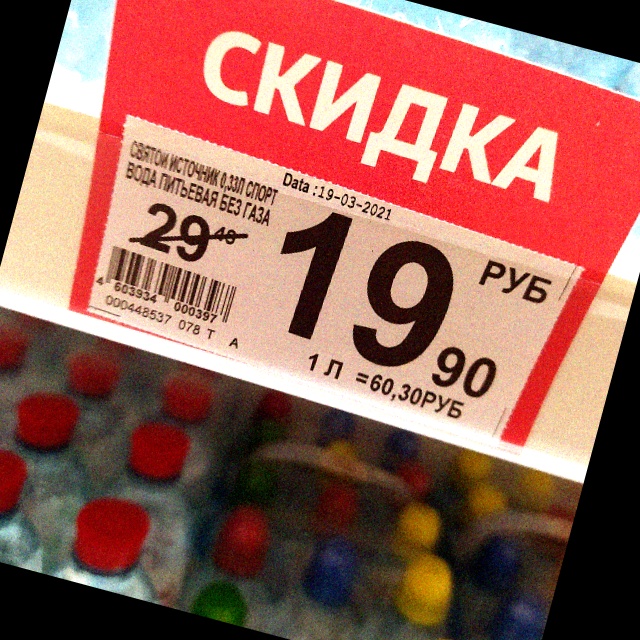 СКИДКА
СВЯТОЙ ИСТОЧНИК 0,33Л СПОРТ
ВОДА ПИТЬЕВАЯ БЕЗ ГАЗА
Data :19-03-2021
29 40
19 90 РУБ
4 603934 000397
000448537 078 Т А
1 Л =60,30РУБ